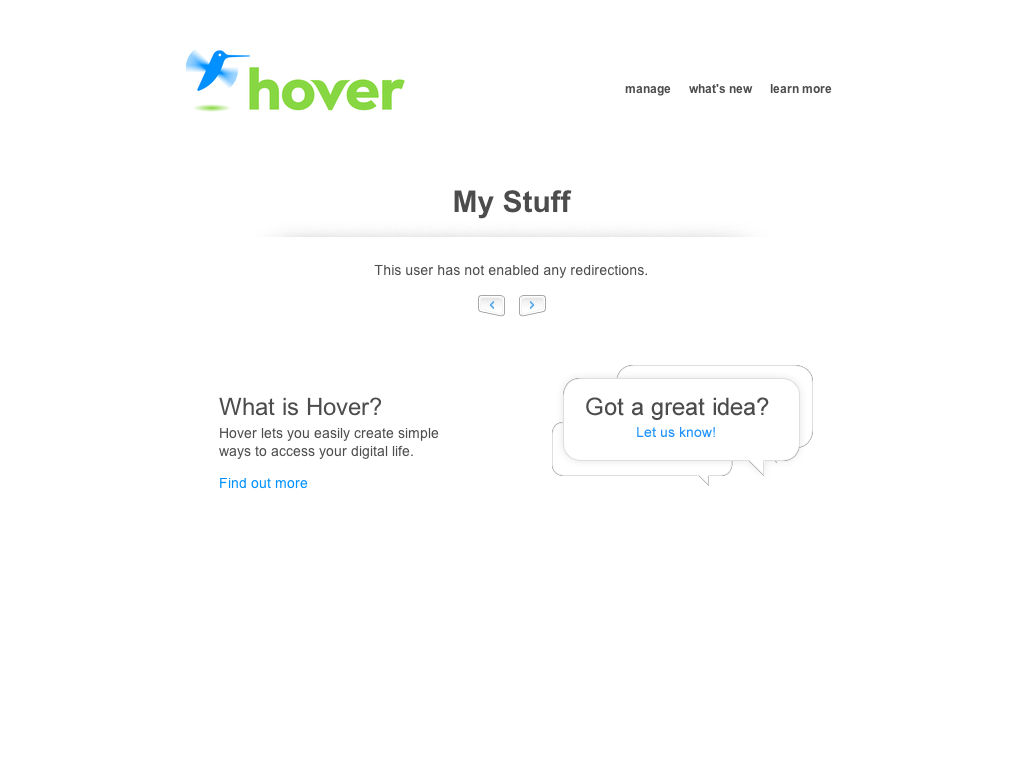 hover
manage what's new learn more
My Stuff
This user has not enabled any redirections.
What is Hover?
Hover lets you easily create simple
ways to access your digital life.
Find out more
Got a great idea?
Let us know!